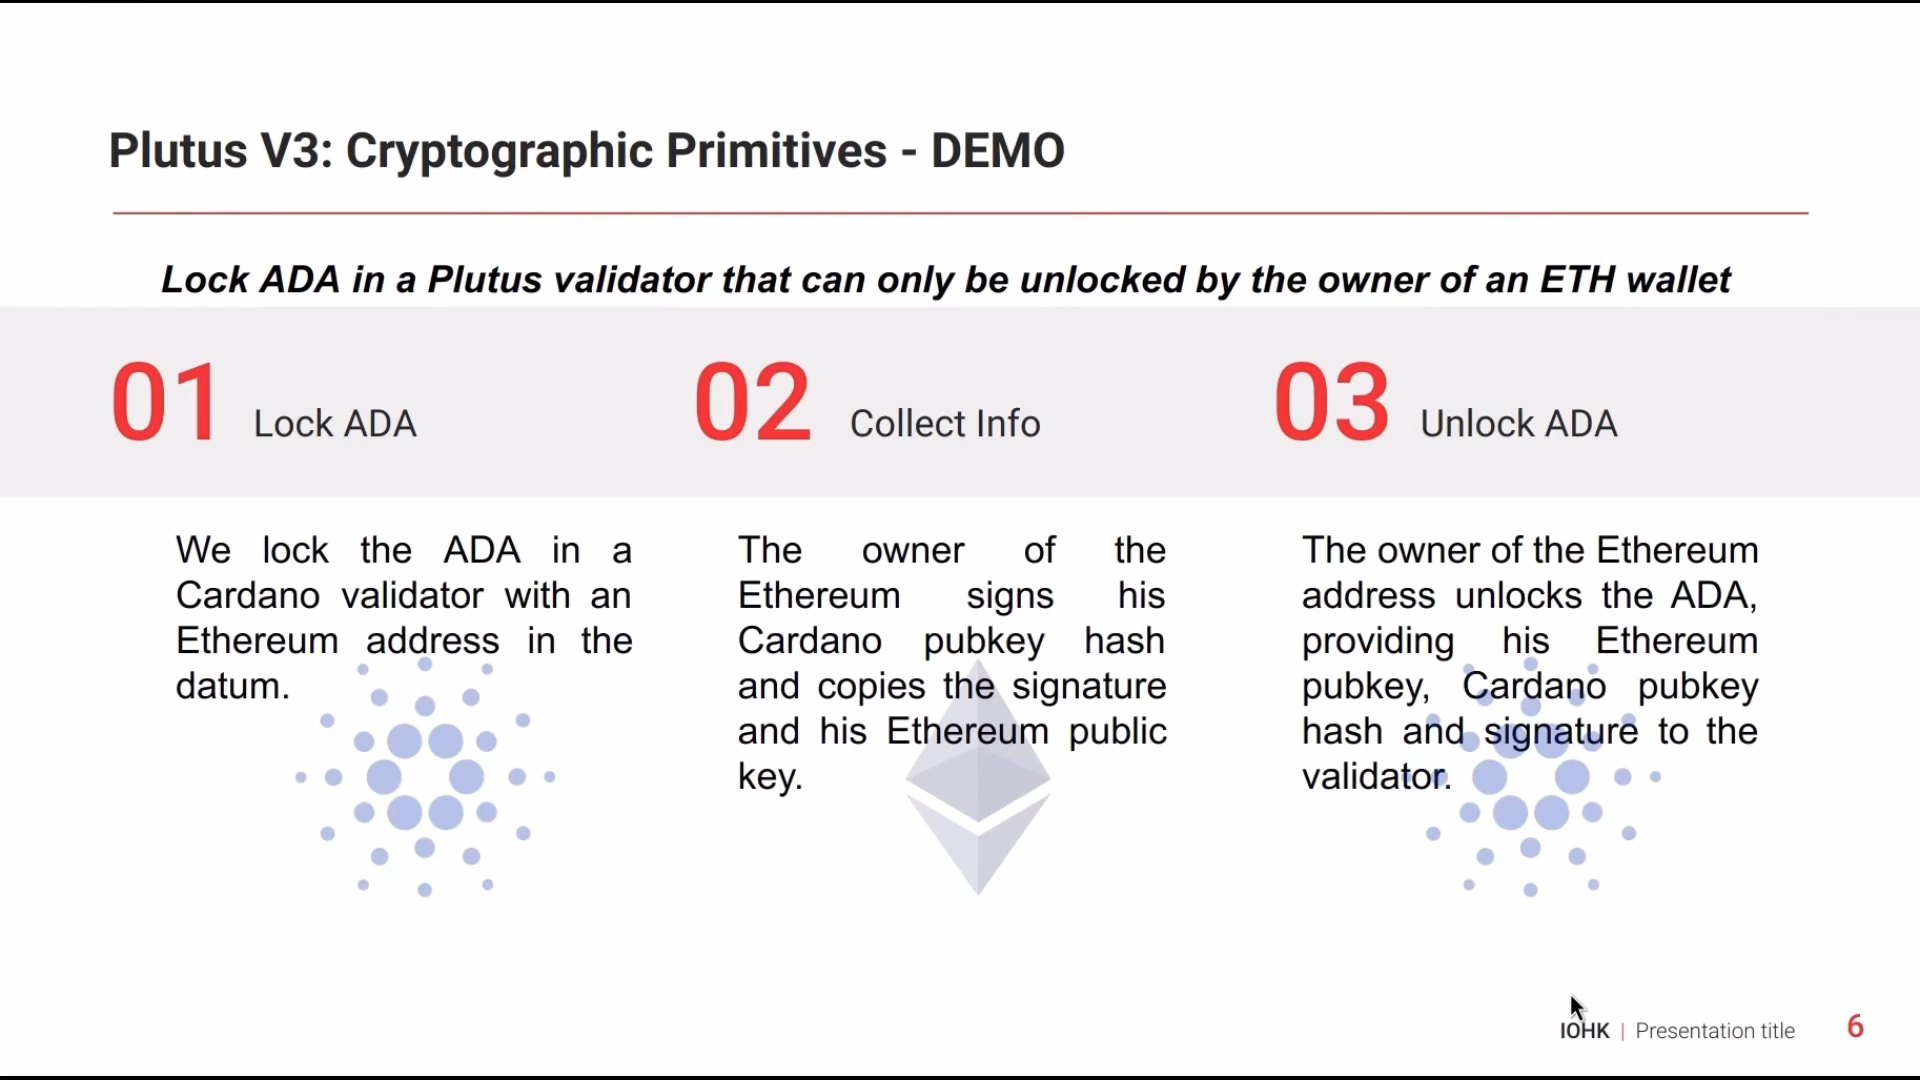 Plutus V3: Cryptographic Primitives - DEMO
Lock ADA in a Plutus validator that can only be unlocked by the owner of an ETH wallet
01 Lock ADA
02 Collect Info
03 Unlock ADA
We lock the ADA in a
Cardano validator with an
Ethereum address in the
datum.
The owner of the
Ethereum signs his
Cardano pubkey hash
and copies the signature
and his Ethereum public
key.
The owner of the Ethereum
address unlocks the ADA,
providing his Ethereum
pubkey, Cardano pubkey
hash and signature to the
validator.
IOHK | Presentation title 6